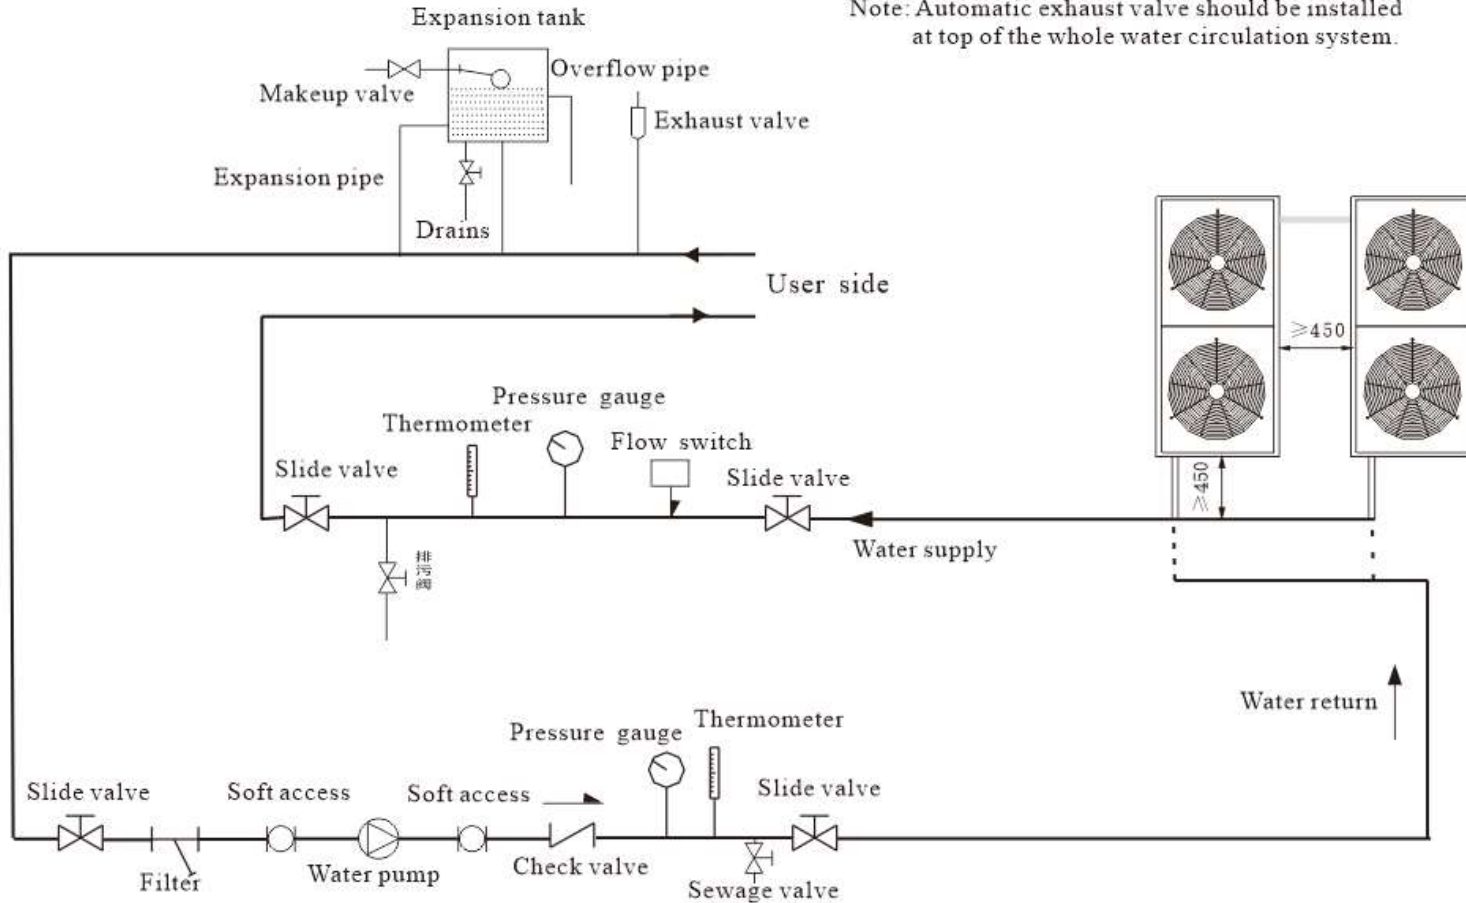 Expansion tank
Note: Automatic exhaust valve should be installed
at top of the whole water circulation system.
Overflow pipe
Makeup valve
Exhaust valve
Expansion pipe
Drains
User side
≥450
Pressure gauge
Thermometer
Flow switch
Slide valve
Slide valve
≥450
Water supply
排污阀
Water return
Thermometer
Pressure gauge
Slide valve
Soft access
Soft access
Slide valve
Filter
Water pump
Check valve
Sewage valve